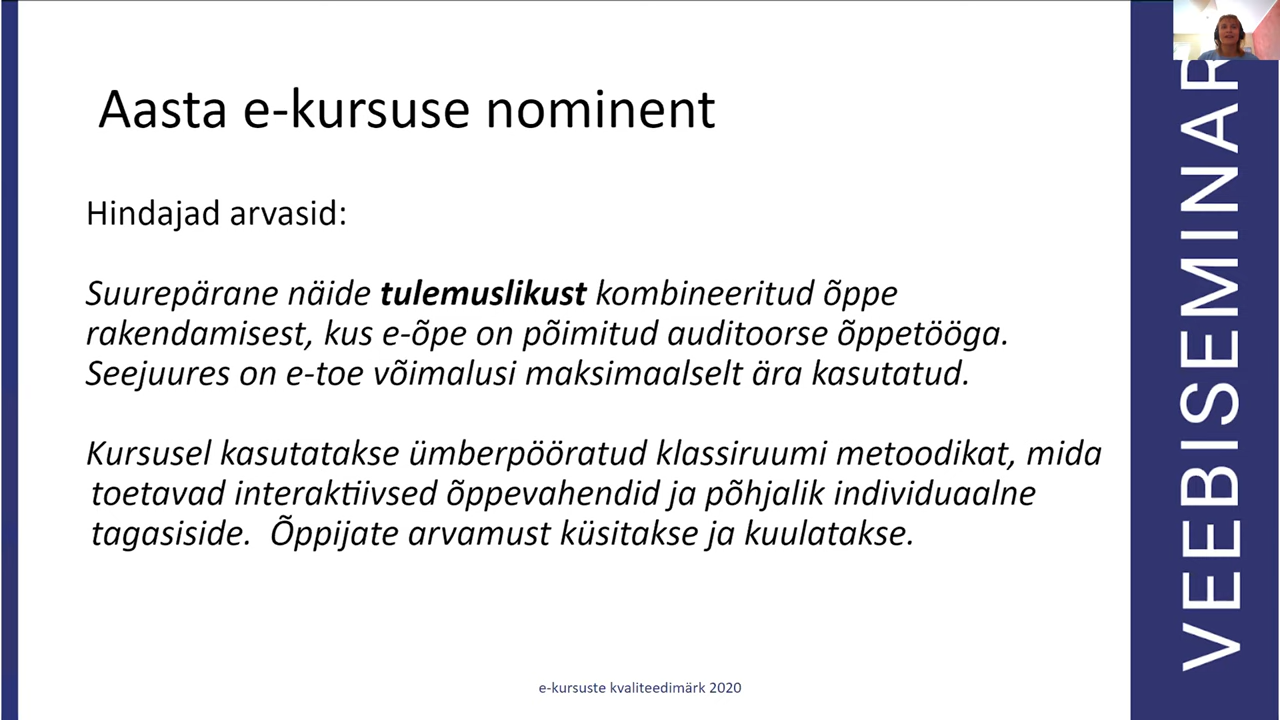 Aasta e-kursuse nominent
Hindajad arvasid:
Suurepärane näide tulemuslikust kombineeritud õppe
rakendamisest, kus e-õpe on põimitud auditoorse õppetööga.
Seejuures on e-toe võimalusi maksimaalselt ära kasutatud.
Kursusel kasutatakse ümberpööratud klassiruumi metoodikat, mida
toetavad interaktiivsed õppevahendid ja põhjalik individuaalne
tagasiside. Õppijate arvamust küsitakse ja kuulatakse.
e-kursuste kvaliteedimärk 2020
VEEBISEMINAR